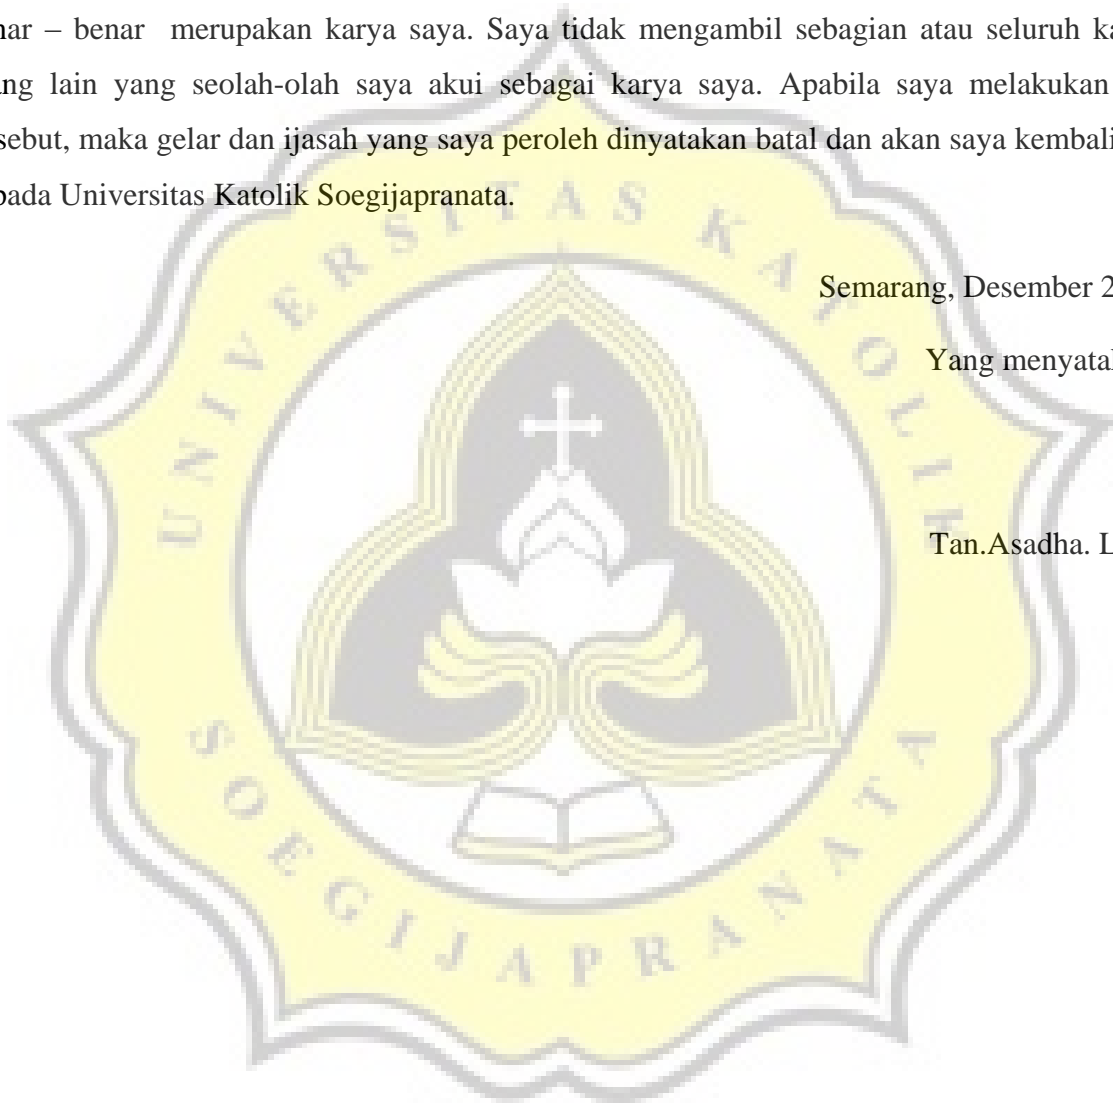 nar – benar merupakan karya saya. Saya tidak mengambil sebagian atau seluruh ka
ang lain yang seolah-olah saya akui sebagai karya saya. Apabila saya melakukan
sebut, maka gelar dan ijasah yang saya peroleh dinyatakan batal dan akan saya kembali
pada Universitas Katolik Soegijapranata.
Semarang, Desember 2
Yang menyatak
Tan.Asadha. L
UNIVERSITAS KATOLIK
SOEGIJAPRANATA